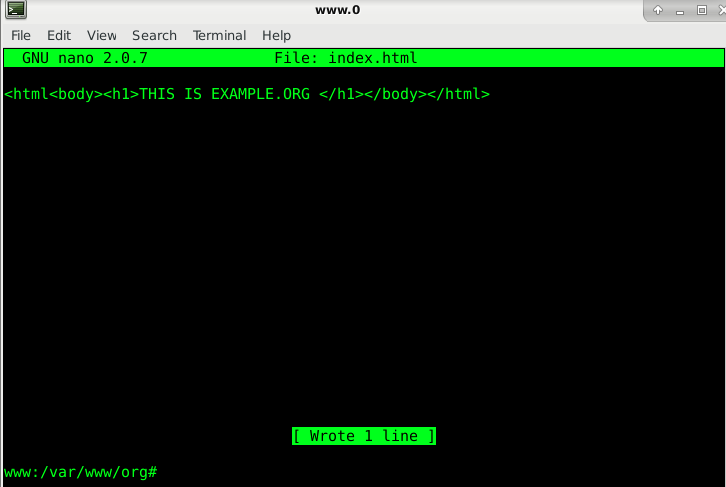 www.0
File Edit View Search Terminal Help
GNU nano 2.0.7 File: index.html
<html<body><h1>THIS IS EXAMPLE.ORG </h1></body></html>
[ Wrote 1 line ]
www:/var/www/org#